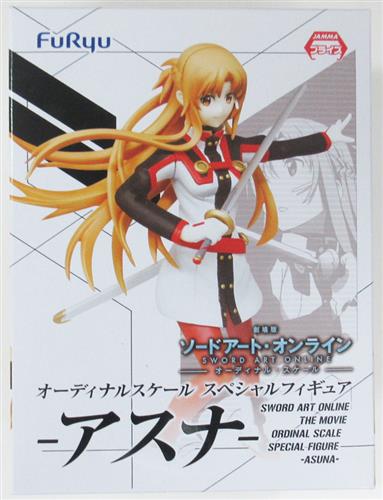 FuRyu
JAMMA
プライズ
劇場版
ソードアート・オンライン
SWORD ART ONLINE
オーディナル・スケール
オーディナルスケール スペシャルフィギュア
-アスナ-
SWORD ART ONLINE
THE MOVIE
ORDINAL SCALE
SPECIAL FIGURE
-ASUNA-